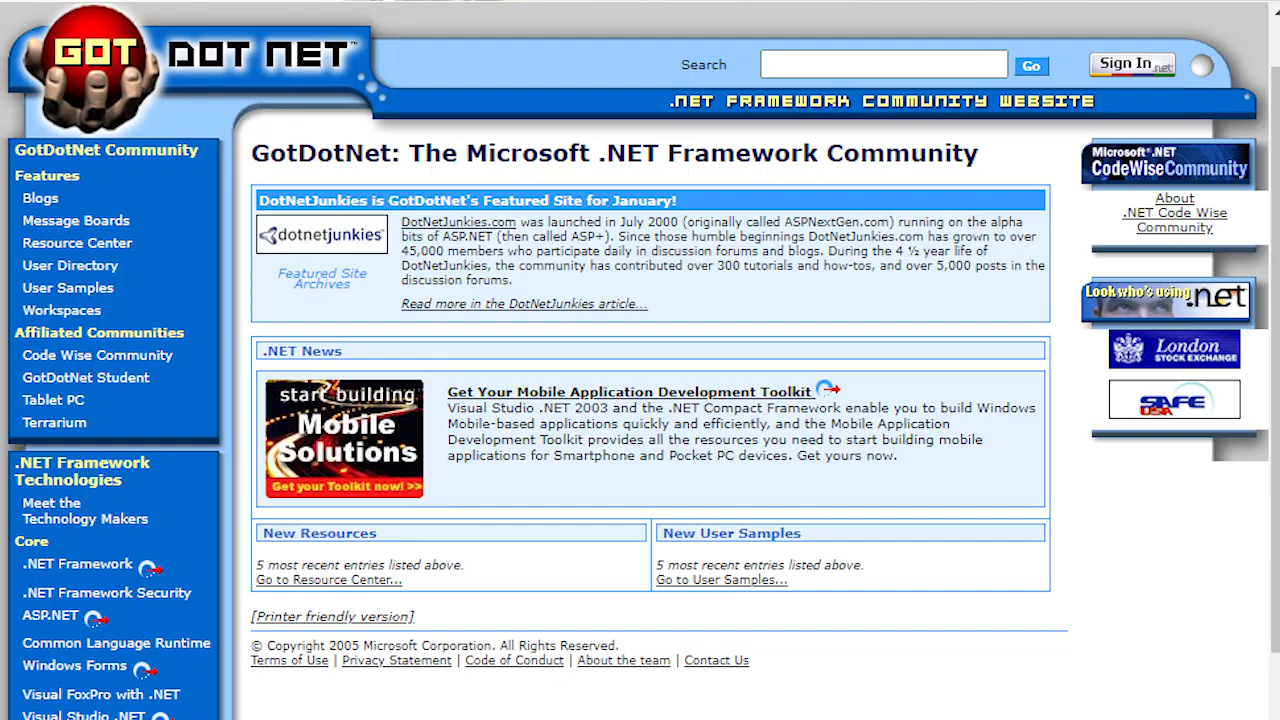 GOT DOT NET™
Search
Go
Sign In .net
.NET FRAMEWORK COMMUNITY WEBSITE
GotDotNet Community
Features
Blogs
Message Boards
Resource Center
User Directory
User Samples
Workspaces
Affiliated Communities
Code Wise Community
GotDotNet Student
Tablet PC
Terrarium
.NET Framework
Technologies
Meet the
Technology Makers
Core
.NET Framework
.NET Framework Security
ASP.NET
Common Language Runtime
Windows Forms
Visual FoxPro with .NET
Visual Studio .NET
GotDotNet: The Microsoft .NET Framework Community
DotNetJunkies is GotDotNet's Featured Site for January!
dotnetjunkies™
Featured Site
Archives
DotNetJunkies.com was launched in July 2000 (originally called ASPNextGen.com) running on the alpha
bits of ASP.NET (then called ASP+). Since those humble beginnings DotNetJunkies.com has grown to over
45,000 members who participate daily in discussion forums and blogs. During the 4 ½ year life of
DotNetJunkies, the community has contributed over 300 tutorials and how-tos, and over 5,000 posts in the
discussion forums.
Read more in the DotNetJunkies article...
.NET News
start building
Mobile
Solutions
Get your Toolkit now! >>
Get Your Mobile Application Development Toolkit
Visual Studio .NET 2003 and the .NET Compact Framework enable you to build Windows
Mobile-based applications quickly and efficiently, and the Mobile Application
Development Toolkit provides all the resources you need to start building mobile
applications for Smartphone and Pocket PC devices. Get yours now.
New Resources
5 most recent entries listed above.
Go to Resource Center...
New User Samples
5 most recent entries listed above.
Go to User Samples...
[Printer friendly version]
© Copyright 2005 Microsoft Corporation. All Rights Reserved.
Terms of Use | Privacy Statement | Code of Conduct | About the team | Contact Us
Microsoft®.NET
CodeWiseCommunity
About
.NET Code Wise
Community
Look who's using .net
London
STOCK EXCHANGE
SAFE
USA